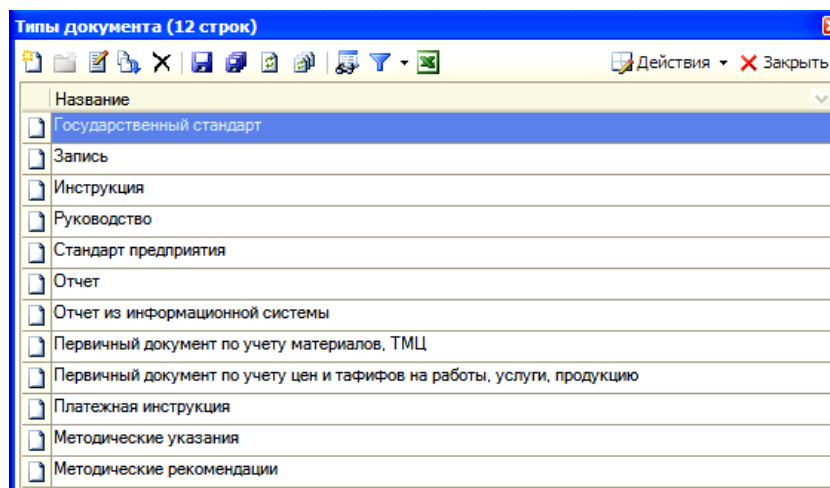 Типы документа (12 строк)
Действия Закрыть
Название
Государственный стандарт
Запись
Инструкция
Руководство
Стандарт предприятия
Отчет
Отчет из информационной системы
Первичный документ по учету материалов, ТМЦ
Первичный документ по учету цен и тафифов на работы, услуги, продукцию
Платежная инструкция
Методические указания
Методические рекомендации